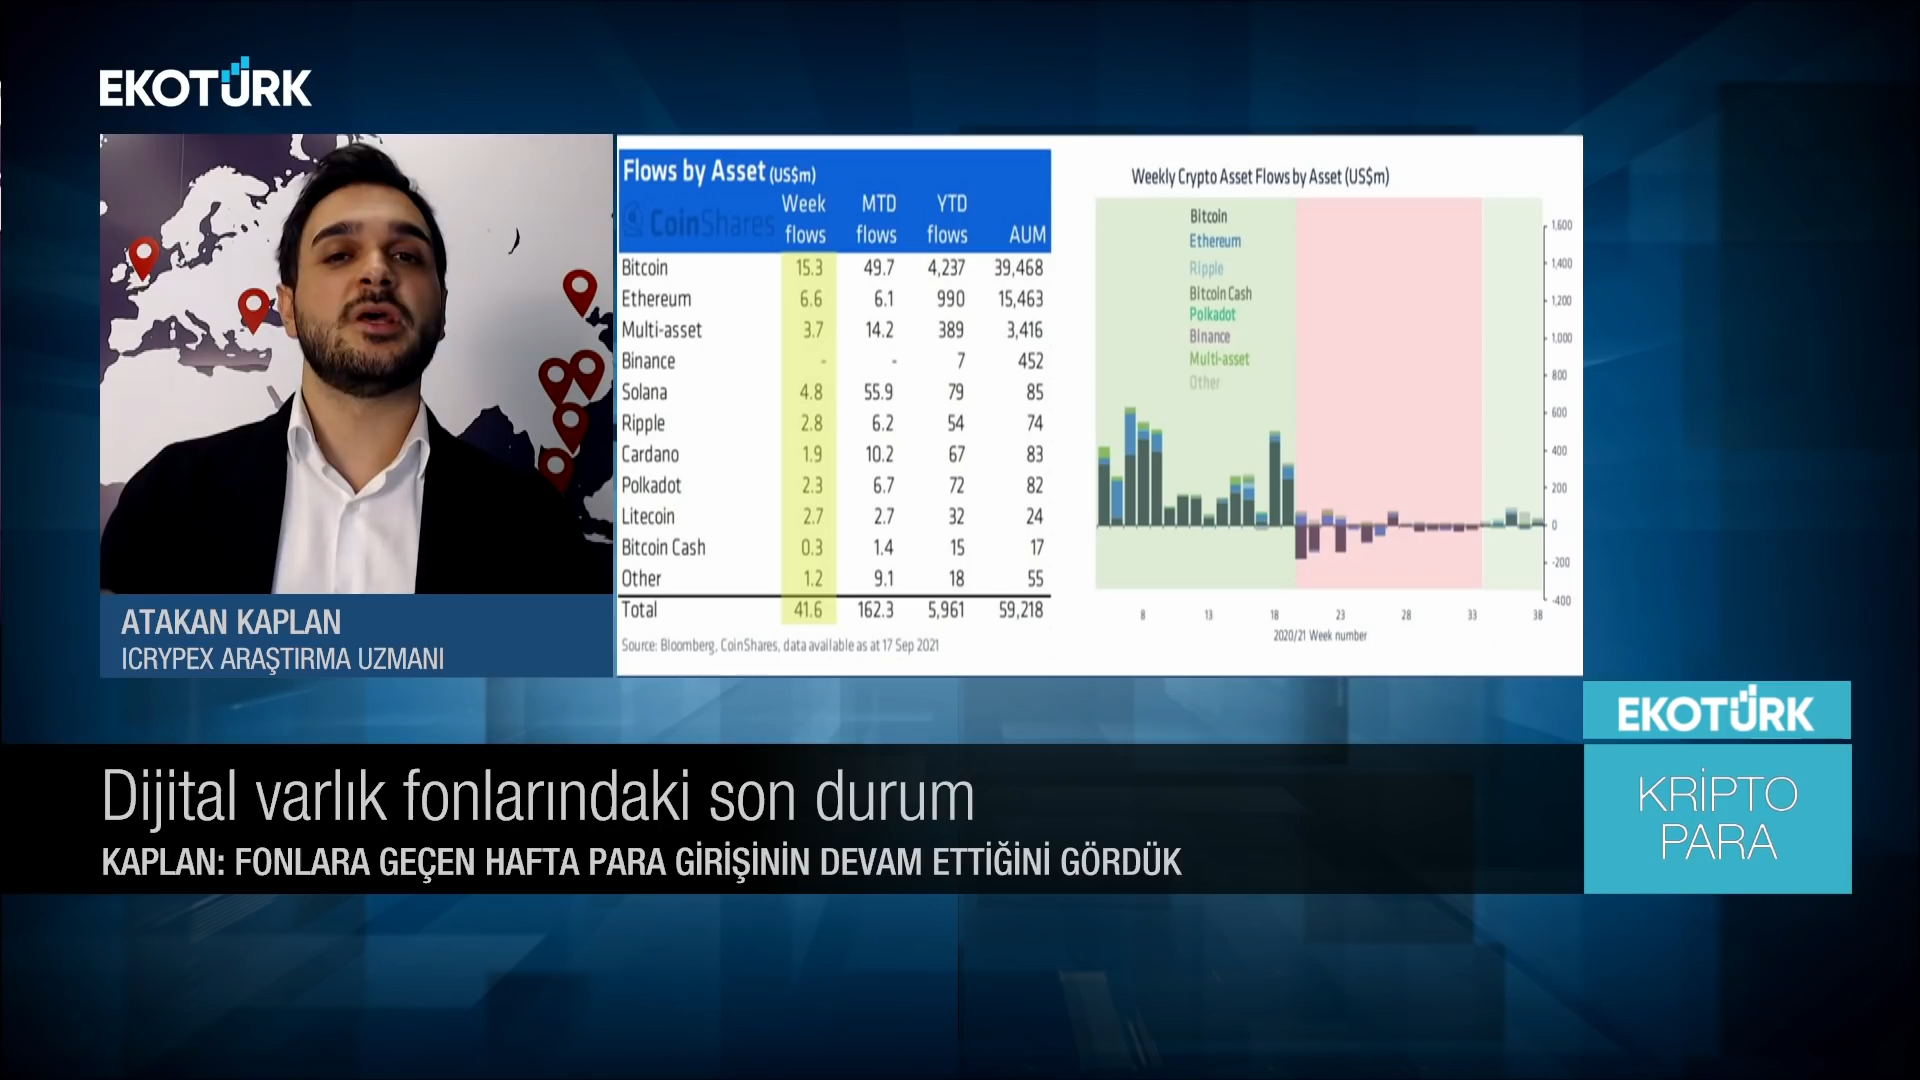 EKOTÜRK
ATAKAN KAPLAN
ICRYPEX ARAŞTIRMA UZMANI
Flows by Asset (US$m)
CoinShares
Week flows MTD flows YTD flows AUM
Bitcoin 15.3 49.7 4,237 39,468
Ethereum 6.6 6.1 990 15,463
Multi-asset 3.7 14.2 389 3,416
Binance - - 7 452
Solana 4.8 55.9 79 85
Ripple 2.8 6.2 54 74
Cardano 1.9 10.2 67 83
Polkadot 2.3 6.7 72 82
Litecoin 2.7 2.7 32 24
Bitcoin Cash 0.3 1.4 15 17
Other 1.2 9.1 18 55
Total 41.6 162.3 5,961 59,218
Source: Bloomberg, CoinShares, data available as at 17 Sep 2021
Weekly Crypto Asset Flows by Asset (US$m)
Bitcoin
Ethereum
Ripple
Bitcoin Cash
Polkadot
Binance
Multi-asset
Other
1,600
1,400
1,200
1,000
800
600
400
200
0
-200
-400
8 13 18 23 28 33 38
2020/21 Week number
EKOTÜRK
KRİPTO
PARA
Dijital varlık fonlarındaki son durum
KAPLAN: FONLARA GEÇEN HAFTA PARA GİRİŞİNİN DEVAM ETTİĞİNİ GÖRDÜK